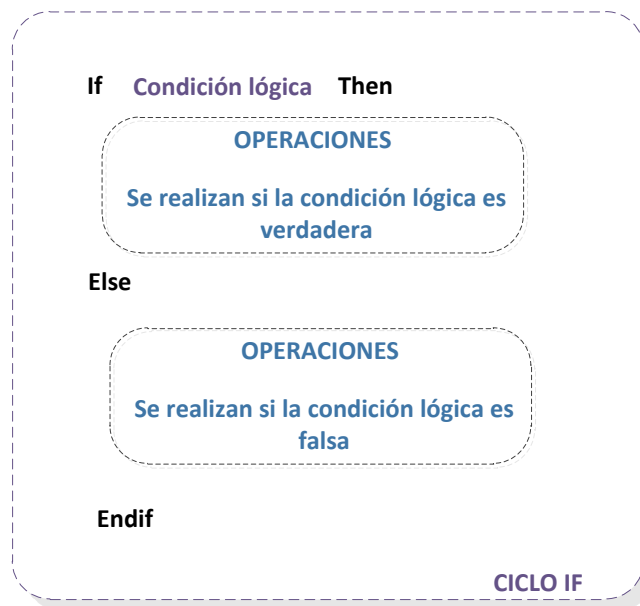 If Condición lógica Then
OPERACIONES
Se realizan si la condición lógica es
verdadera
Else
OPERACIONES
Se realizan si la condición lógica es
falsa
Endif
CICLO IF